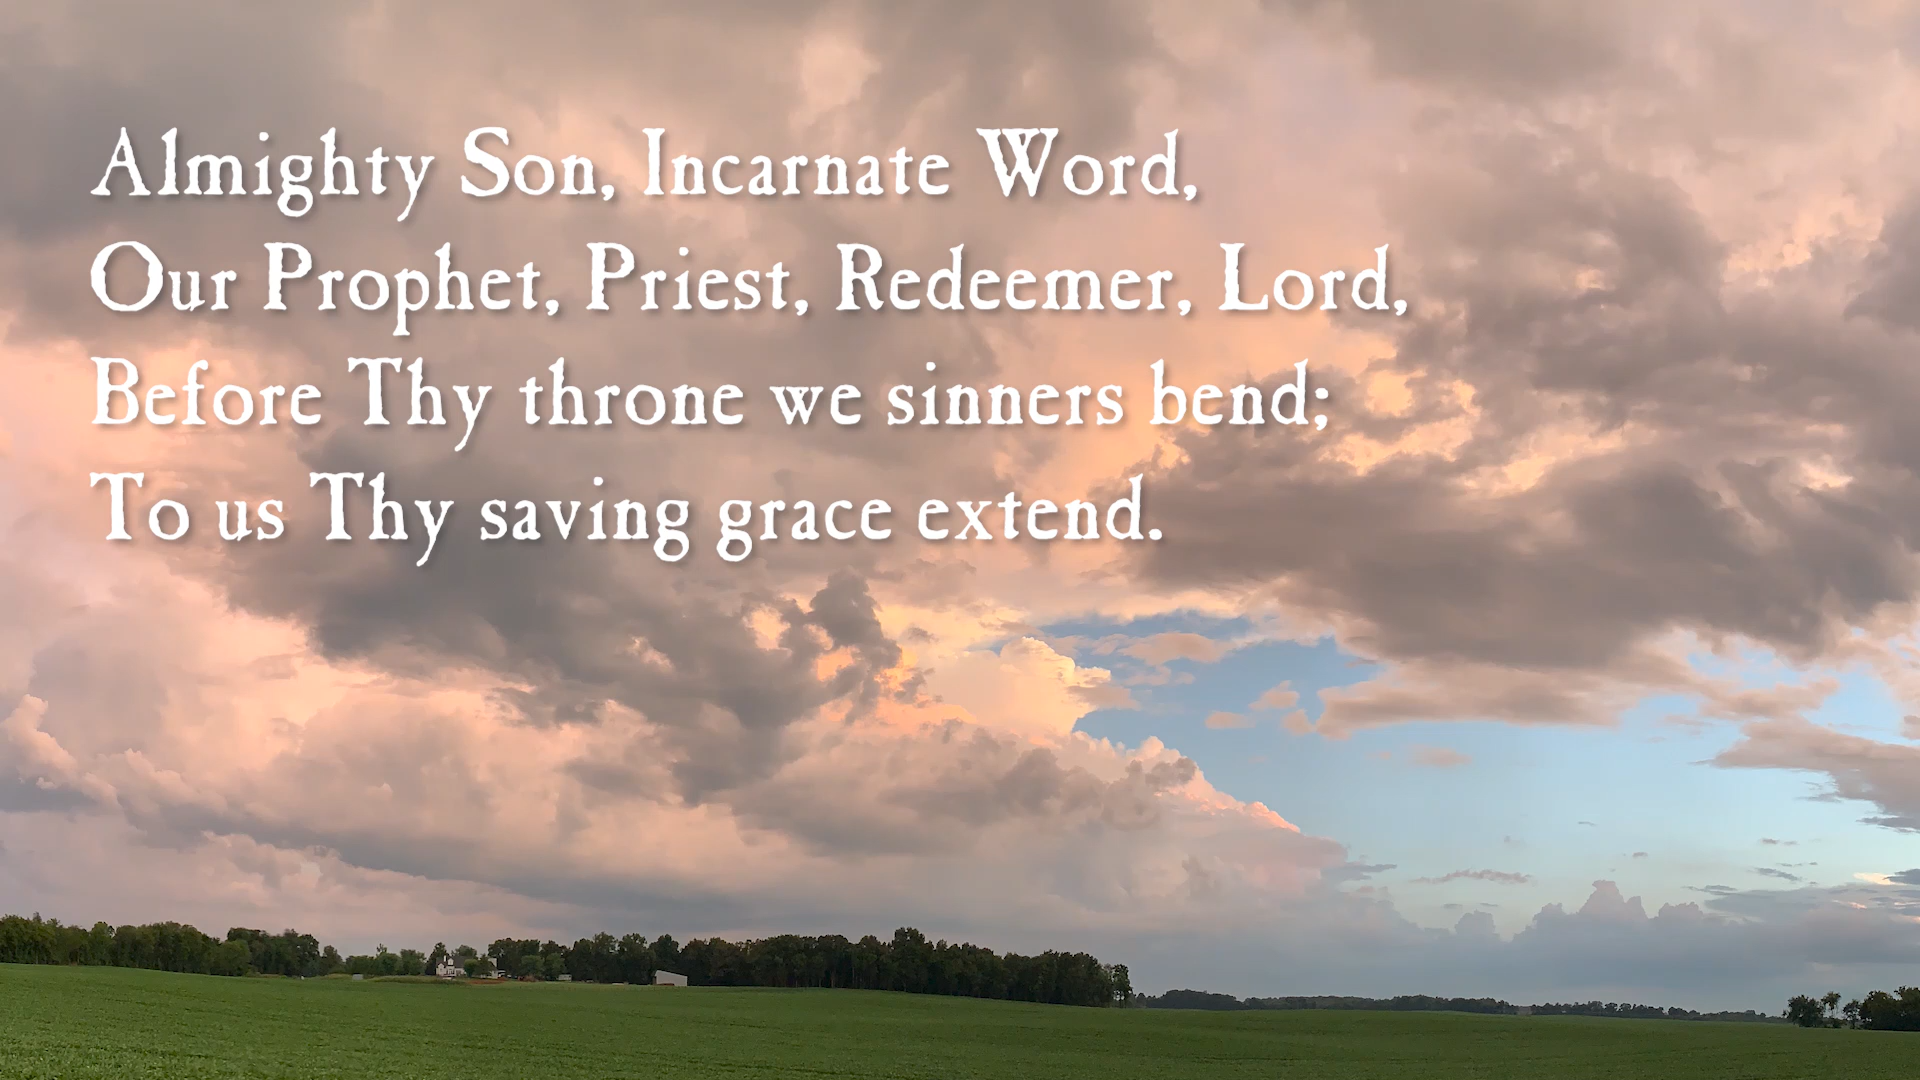 Almighty Son, Incarnate Word,
Our Prophet, Priest, Redeemer, Lord,
Before Thy throne we sinners bend;
To us Thy saving grace extend.